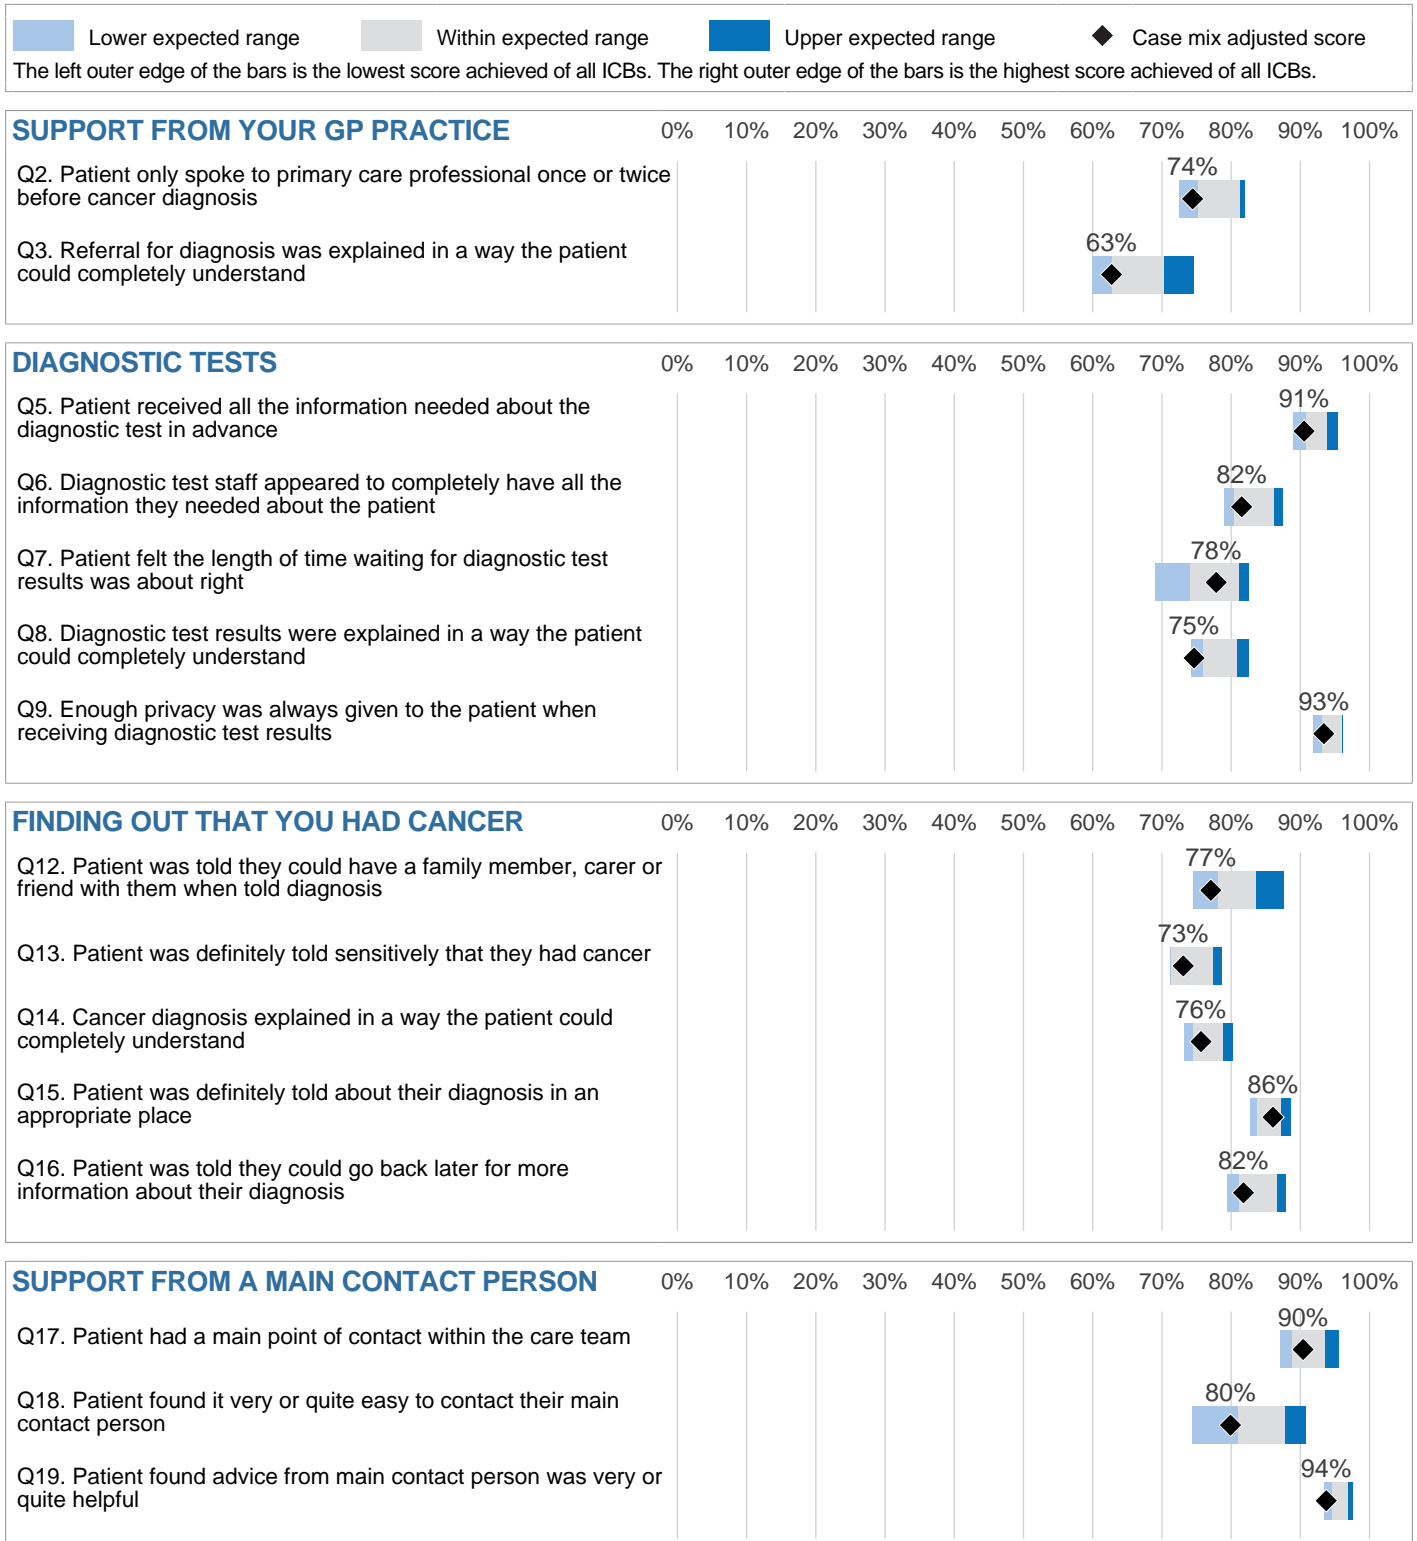 Lower expected range Within expected range Upper expected range Case mix adjusted score
The left outer edge of the bars is the lowest score achieved of all ICBs. The right outer edge of the bars is the highest score achieved of all ICBs.
SUPPORT FROM YOUR GP PRACTICE 0% 10% 20% 30% 40% 50% 60% 70% 80% 90% 100%
74%
Q2. Patient only spoke to primary care professional once or twice
before cancer diagnosis
63%
Q3. Referral for diagnosis was explained in a way the patient
could completely understand
DIAGNOSTIC TESTS 0% 10% 20% 30% 40% 50% 60% 70% 80% 90% 100%
91%
Q5. Patient received all the information needed about the
diagnostic test in advance
82%
Q6. Diagnostic test staff appeared to completely have all the
information they needed about the patient
78%
Q7. Patient felt the length of time waiting for diagnostic test
results was about right
75%
Q8. Diagnostic test results were explained in a way the patient
could completely understand
93%
Q9. Enough privacy was always given to the patient when
receiving diagnostic test results
FINDING OUT THAT YOU HAD CANCER 0% 10% 20% 30% 40% 50% 60% 70% 80% 90% 100%
77%
Q12. Patient was told they could have a family member, carer or
friend with them when told diagnosis
73%
Q13. Patient was definitely told sensitively that they had cancer
76%
Q14. Cancer diagnosis explained in a way the patient could
completely understand
86%
Q15. Patient was definitely told about their diagnosis in an
appropriate place
82%
Q16. Patient was told they could go back later for more
information about their diagnosis
SUPPORT FROM A MAIN CONTACT PERSON 0% 10% 20% 30% 40% 50% 60% 70% 80% 90% 100%
90%
Q17. Patient had a main point of contact within the care team
80%
Q18. Patient found it very or quite easy to contact their main
contact person
94%
Q19. Patient found advice from main contact person was very or
quite helpful